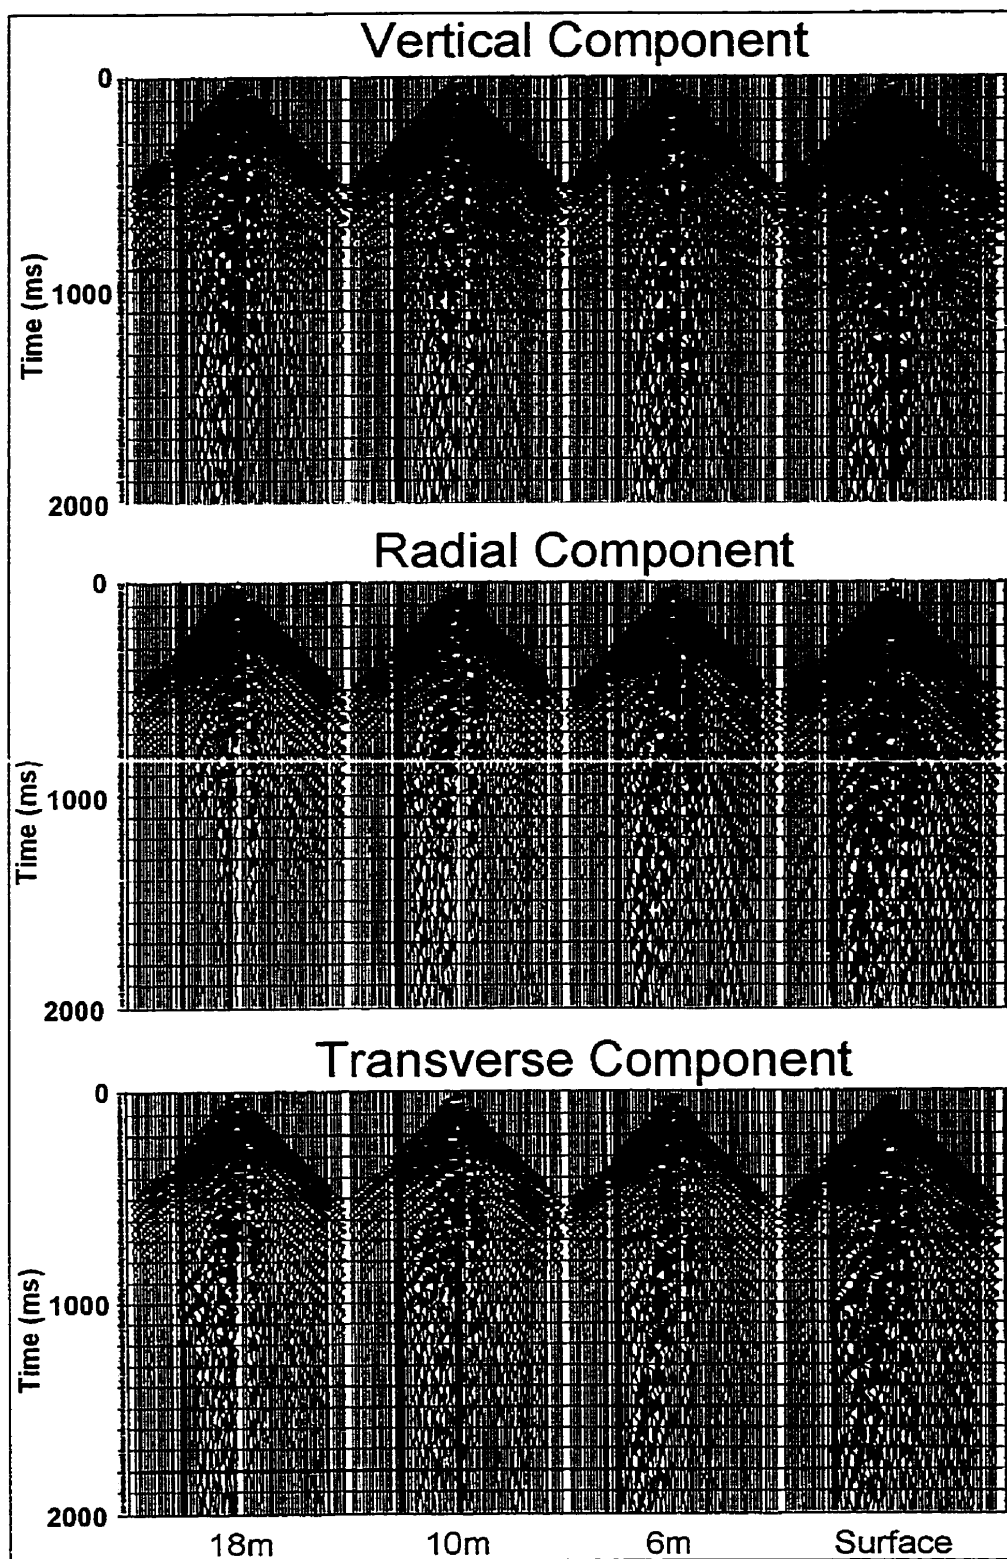 Vertical Component
0
1000
2000
Time (ms)
Radial Component
0
1000
2000
Time (ms)
Transverse Component
0
1000
2000
Time (ms)
18m 10m 6m Surface